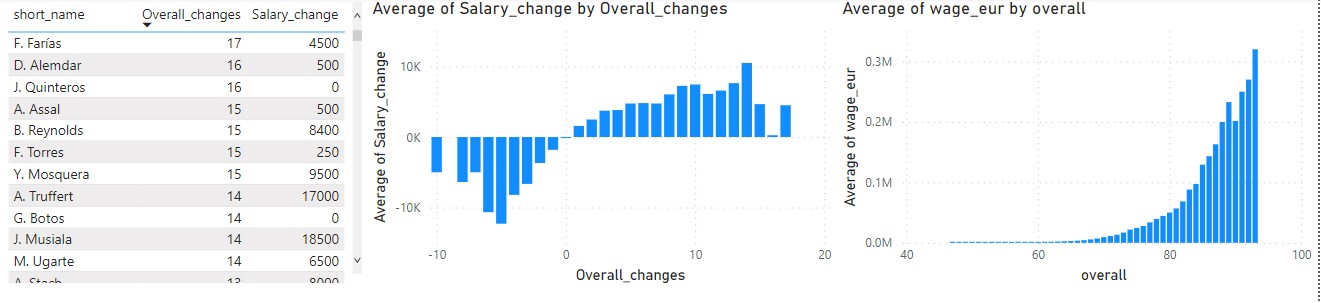 short_name Overall_changes Salary_change
F. Farías 17 4500
D. Alemdar 16 500
J. Quinteros 16 0
A. Assal 15 500
B. Reynolds 15 8400
F. Torres 15 250
Y. Mosquera 15 9500
A. Truffert 14 17000
G. Botos 14 0
J. Musiala 14 18500
M. Ugarte 14 6500
A. Stach 13 8000
Average of Salary_change by Overall_changes
Average of Salary_change
10K
0K
-10K
-10 0 10 20
Overall_changes
Average of wage_eur by overall
Average of wage_eur
0.3M
0.2M
0.1M
0.0M
40 60 80 100
overall